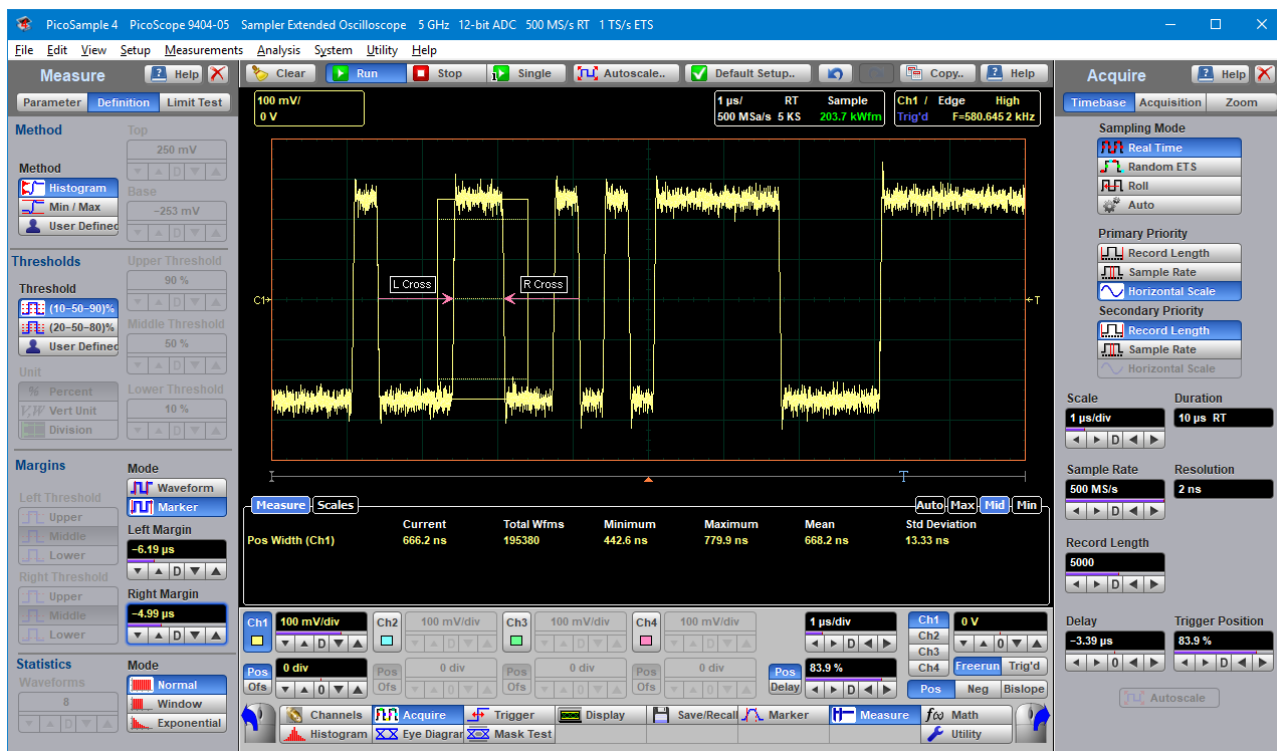 PicoSample 4 PicoScope 9404-05 Sampler Extended Oscilloscope 5 GHz 12-bit ADC 500 MS/s RT 1 TS/s ETS
File Edit View Setup Measurements Analysis System Utility Help
Measure Help
Parameter Definition Limit Test
Method
Top
250 mV
Method
Histogram
Base
Min / Max
-253 mV
User Defined
Thresholds
Upper Threshold
90 %
Threshold
(10-50-90)%
Middle Threshold
(20-50-80)%
50 %
User Defined
Unit
Lower Threshold
% Percent
10 %
V,W Vert Unit
Division
Margins
Mode
Waveform
Left Threshold
Marker
Upper
Middle
Left Margin
Lower
-6.19 µs
Right Threshold
Upper
Right Margin
Middle
-4.99 µs
Lower
Statistics
Mode
Waveforms
Normal
8
Window
Exponential
Clear Run Stop Single Autoscale.. Default Setup.. Copy.. Help
100 mV/
0 V
1 µs/ RT Sample
500 MSa/s 5 KS 203.7 kWfm
Ch1 / Edge High
Trig'd F=580.645 2 kHz
L Cross
R Cross
C1
T
T
Measure Scales Auto Max Mid Min
Current Total Wfms Minimum Maximum Mean Std Deviation
Pos Width (Ch1) 666.2 ns 195380 442.6 ns 779.9 ns 668.2 ns 13.33 ns
Ch1 100 mV/div D
Ch2 100 mV/div D
Ch3 100 mV/div D
Ch4 100 mV/div D
1 µs/div D
Ch1 Ch2 Ch3 Ch4
0 V
0
Pos Ofs 0 div 0
Pos Ofs 0 div 0
Pos Ofs 0 div 0
Pos Ofs 0 div 0
Pos Delay 83.9 % D
Freerun Trig'd
Pos Neg Bislope
Channels Acquire Trigger Display Save/Recall Marker Measure f(x) Math
Histogram Eye Diagram Mask Test Utility
Acquire Help
Timebase Acquisition Zoom
Sampling Mode
Real Time
Random ETS
Roll
Auto
Primary Priority
Record Length
Sample Rate
Horizontal Scale
Secondary Priority
Record Length
Sample Rate
Horizontal Scale
Scale Duration
1 µs/div 10 µs RT
D
Sample Rate Resolution
500 MS/s 2 ns
D
Record Length
5000
D
Delay Trigger Position
-3.39 µs 83.9 %
0 D
Autoscale